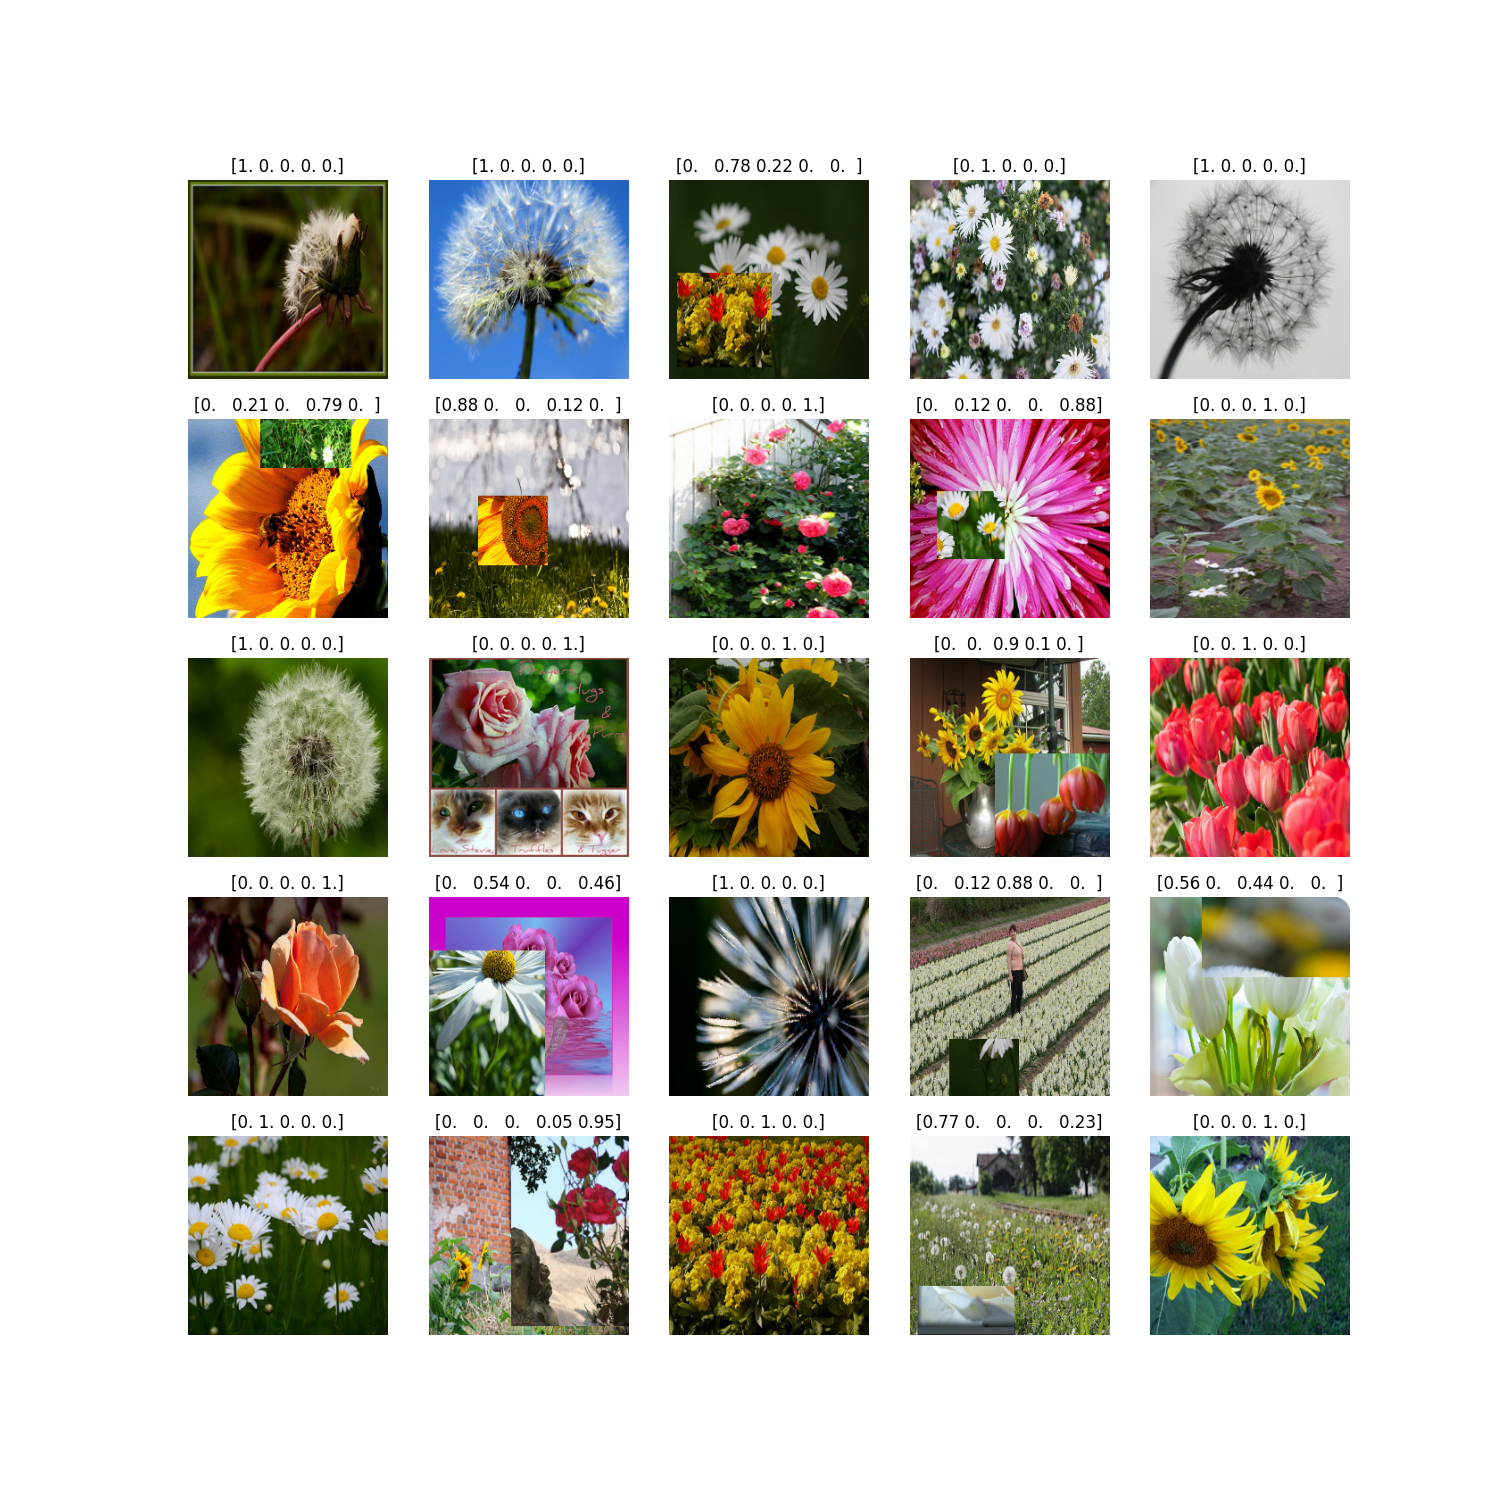 [1. 0. 0. 0. 0.]
[1. 0. 0. 0. 0.]
[0.   0.78 0.22 0.   0.  ]
[0. 1. 0. 0. 0.]
[1. 0. 0. 0. 0.]
[0.   0.21 0.   0.79 0.  ]
[0.88 0.   0.   0.12 0.  ]
[0. 0. 0. 0. 1.]
[0.   0.12 0.   0.   0.88]
[0. 0. 0. 1. 0.]
[1. 0. 0. 0. 0.]
[0. 0. 0. 0. 1.]
[0. 0. 0. 1. 0.]
[0.  0.  0.9 0.1 0. ]
[0. 0. 1. 0. 0.]
Hugs
&
Purrs
Love, Stevie,
Truffles
& Tugger
[0. 0. 0. 0. 1.]
[0.   0.54 0.   0.   0.46]
[1. 0. 0. 0. 0.]
[0.   0.12 0.88 0.   0.  ]
[0.56 0.   0.44 0.   0.  ]
[0. 1. 0. 0. 0.]
[0.   0.   0.   0.05 0.95]
[0. 0. 1. 0. 0.]
[0.77 0.   0.   0.   0.23]
[0. 0. 0. 1. 0.]